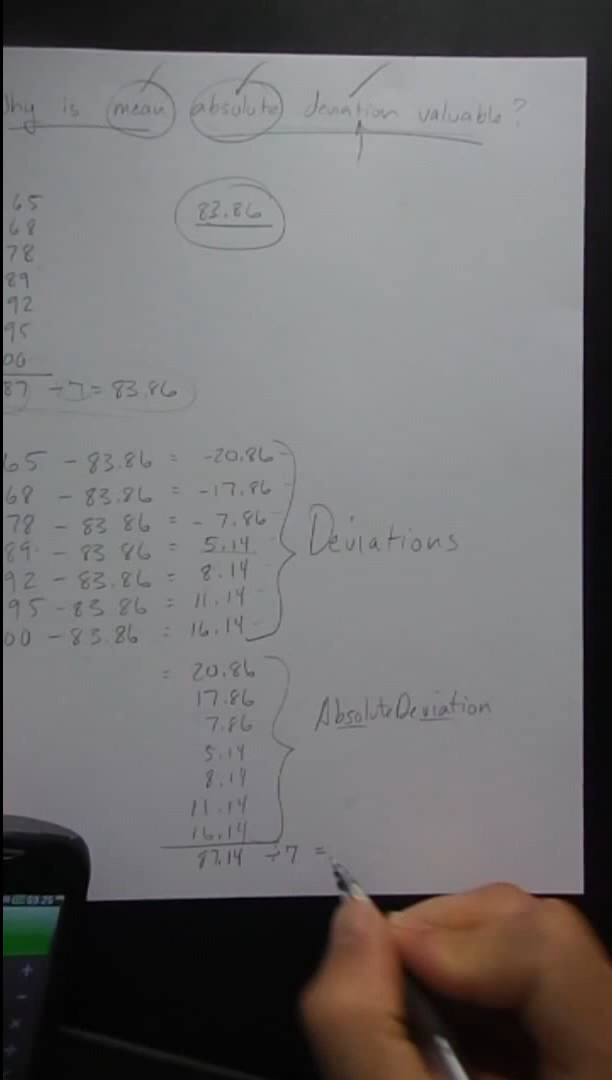 hy is mean absolute deviation valuable?
83.86
65
68
78
89
92
95
00
87 ÷ 7 = 83.86
65 - 83.86 = -20.86
68 - 83.86 = -17.86
78 - 83 86 = - 7.86
89 - 83 86 = 5.14
92 - 83.86 = 8.14
95 - 83 86 = 11.14
00 - 83.86 = 16.14
Deviations
= 20.86
17.86
7.86
5.14
8.14
11.14
16.14
Absolute Deviation
87.14 ÷ 7 =
+
-
×
÷